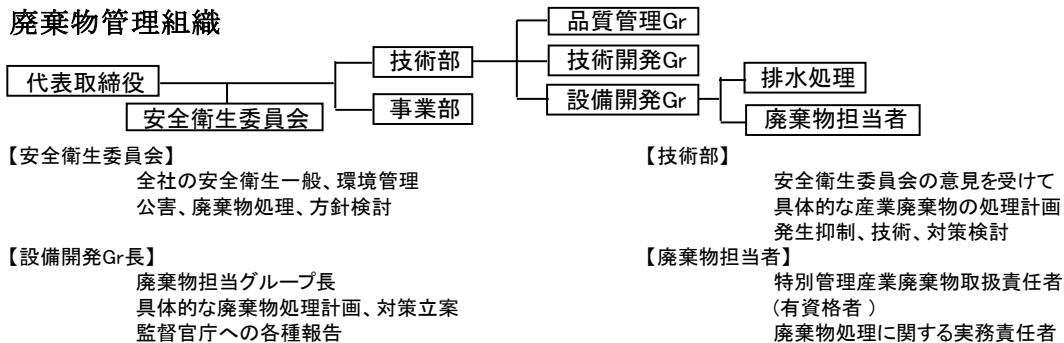 廃棄物管理組織
代表取締役
安全衛生委員会
技術部
事業部
品質管理Gr
技術開発Gr
設備開発Gr
排水処理
廃棄物担当者
【安全衛生委員会】
全社の安全衛生一般、環境管理
公害、廃棄物処理、方針検討
【技術部】
安全衛生委員会の意見を受けて
具体的な産業廃棄物の処理計画
発生抑制、技術、対策検討
【設備開発Gr長】
廃棄物担当グループ長
具体的な廃棄物処理計画、対策立案
監督官庁への各種報告
【廃棄物担当者】
特別管理産業廃棄物取扱責任者
(有資格者 )
廃棄物処理に関する実務責任者